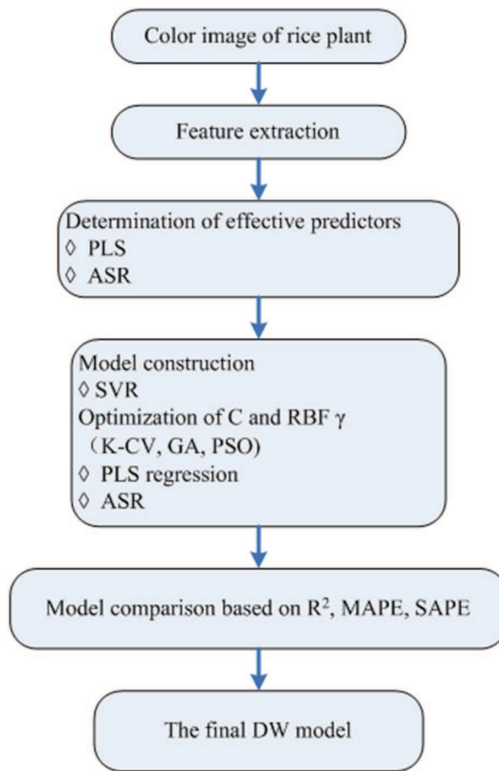 Color image of rice plant
Feature extraction
Determination of effective predictors
◊ PLS
◊ ASR
Model construction
◊ SVR
Optimization of C and RBF γ
（K-CV, GA, PSO)
◊ PLS regression
◊ ASR
Model comparison based on R², MAPE, SAPE
The final DW model